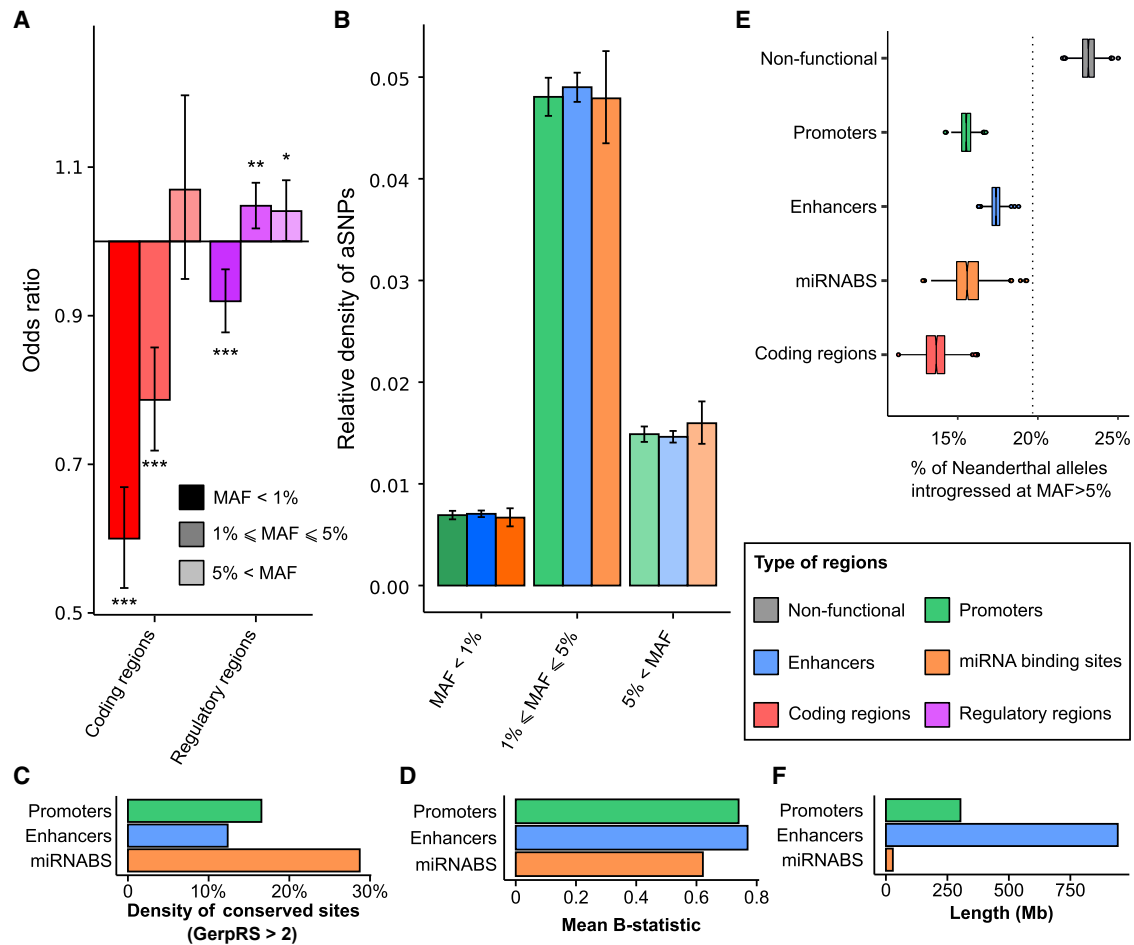 A
Odds ratio
1.1
0.9
0.7
0.5
**
*
***
***
***
MAF < 1%
1% ⩽ MAF ⩽ 5%
5% < MAF
Coding regions
Regulatory regions
B
Relative density of aSNPs
0.05
0.04
0.03
0.02
0.01
0.00
MAF < 1%
1% ⩽ MAF ⩽ 5%
5% < MAF
E
Non-functional
Promoters
Enhancers
miRNABS
Coding regions
15% 20% 25%
% of Neanderthal alleles
introgressed at MAF>5%
Type of regions
Non-functional Promoters
Enhancers miRNA binding sites
Coding regions Regulatory regions
C
Promoters
Enhancers
miRNABS
0 10% 20% 30%
Density of conserved sites
(GerpRS > 2)
D
Promoters
Enhancers
miRNABS
0 0.2 0.4 0.6 0.8
Mean B-statistic
F
Promoters
Enhancers
miRNABS
0 250 500 750
Length (Mb)